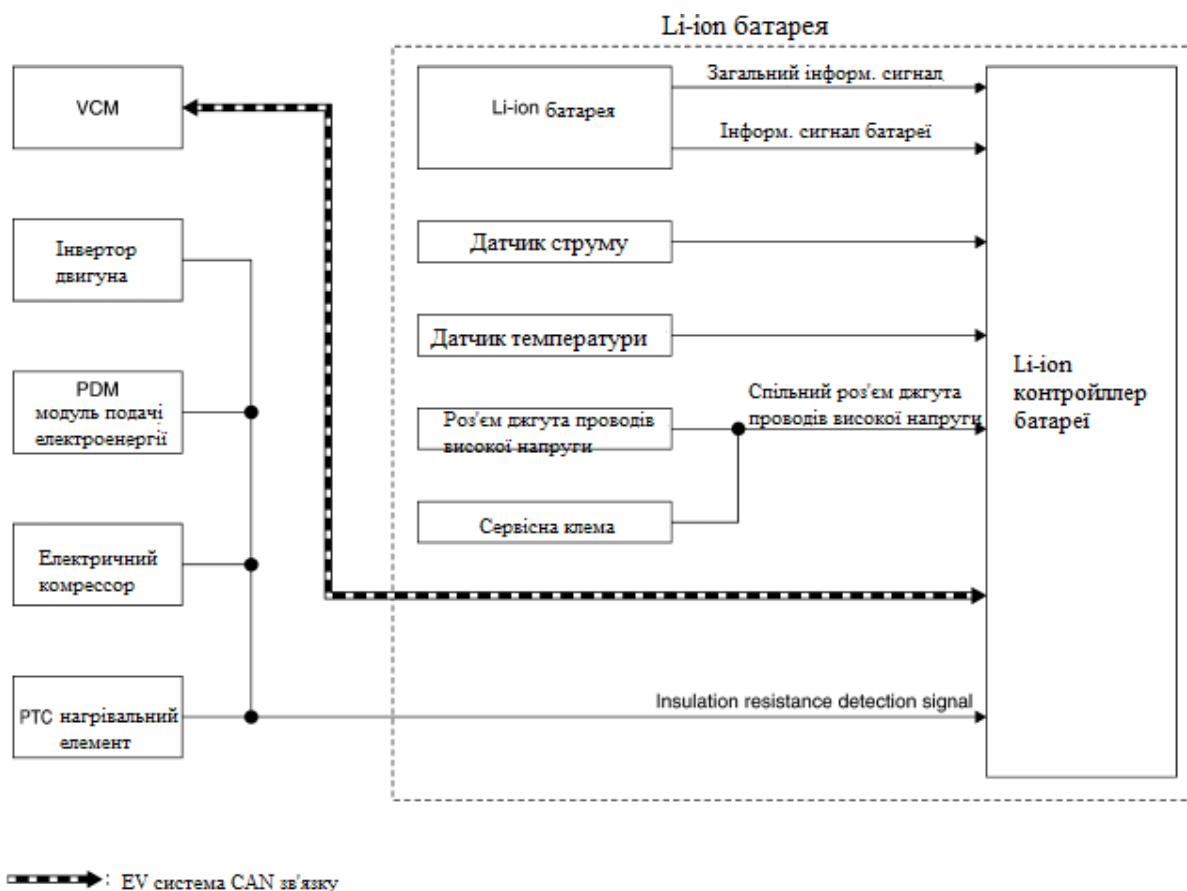 Li-ion батарея
VCM
Інвертор
двигуна
PDM
модуль подачі
електроенергії
Електричний
компрессор
PTC нагрівальний
елемент
Li-ion батарея
Загальний інформ. сигнал
Інформ. сигнал батареї
Датчик струму
Датчик температури
Роз'єм джгута проводів
високої напруги
Спільний роз'єм джгута
проводів високої напруги
Сервісна клема
Insulation resistance detection signal
Li-ion
контройллер
батареї
: EV система CAN зв'язку